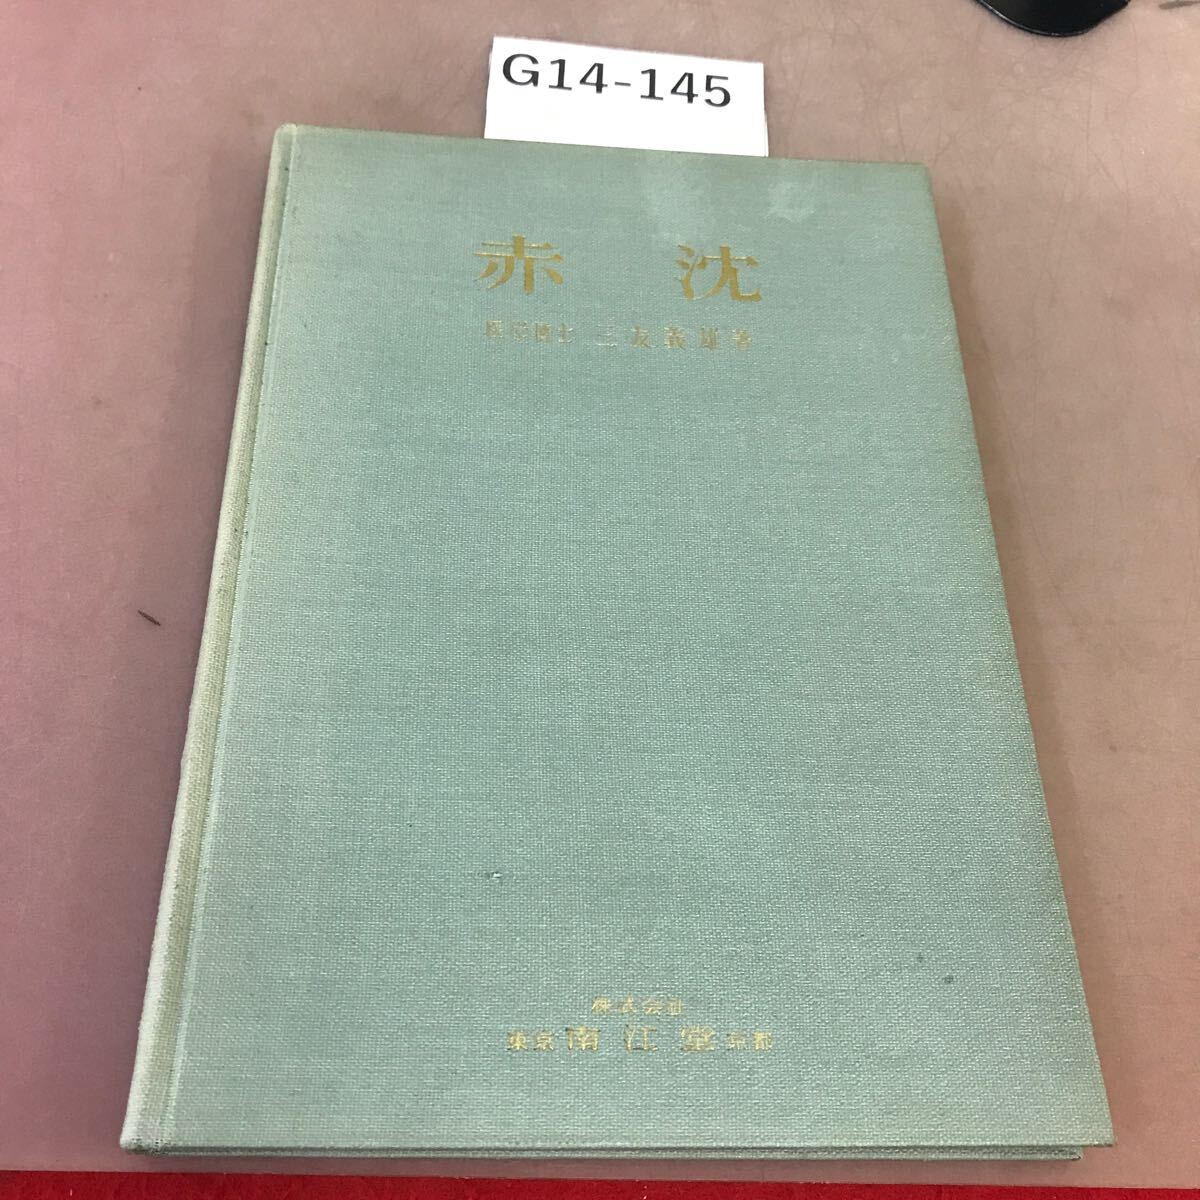 G14-145
赤 沈
医学博士 三友義雄著
株式会社
東京 南江堂 京都